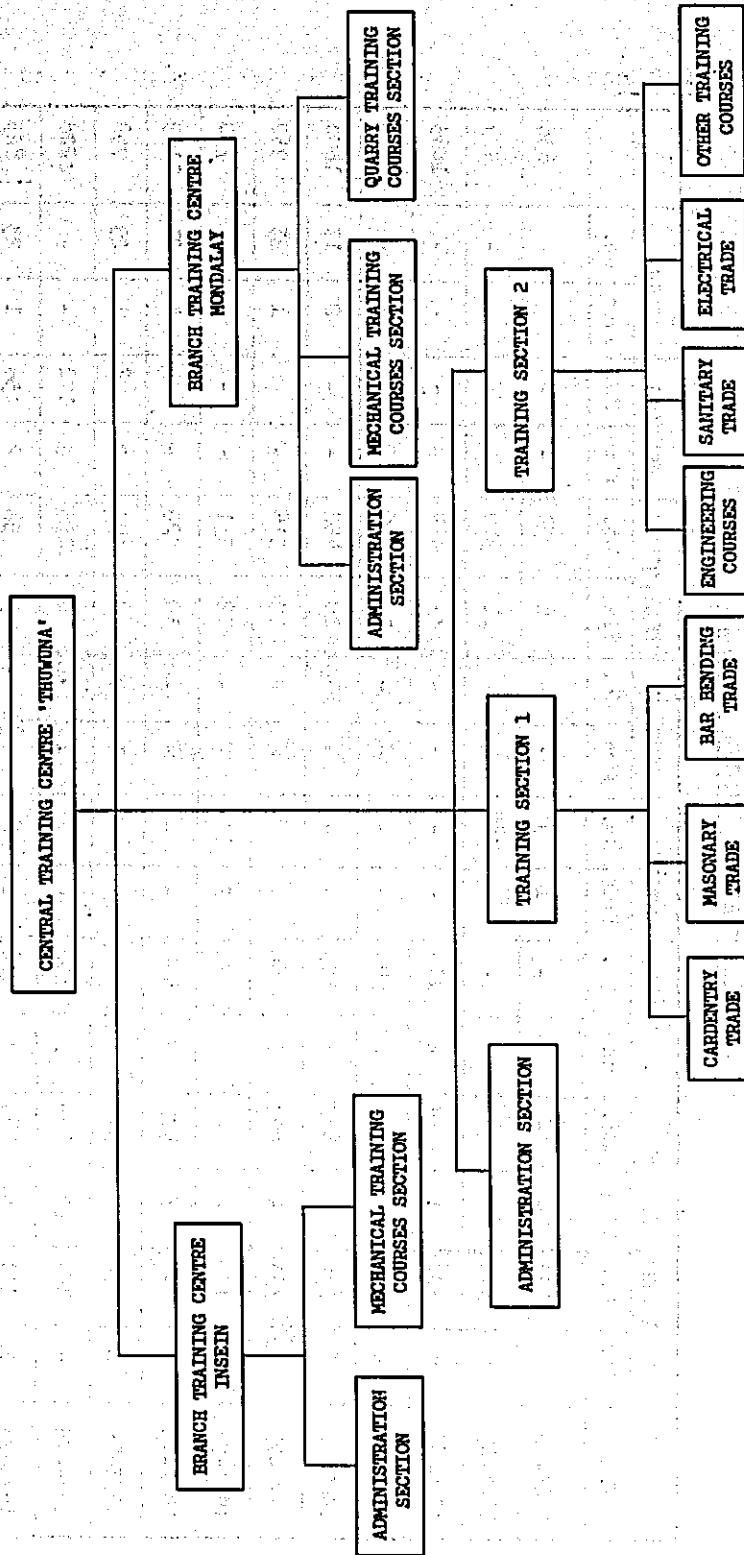 CENTRAL TRAINING CENTRE 'THUWUNA'
BRANCH TRAINING CENTRE
INSEIN
BRANCH TRAINING CENTRE
MONDALAY
ADMINISTRATION
SECTION
MECHANICAL TRAINING
COURSES SECTION
ADMINISTRATION
SECTION
MECHANICAL TRAINING
COURSES SECTION
QUARRY TRAINING
COURSES SECTION
ADMINISTRATION SECTION
TRAINING SECTION 1
TRAINING SECTION 2
CARDENTRY
TRADE
MASONARY
TRADE
BAR BENDING
TRADE
ENGINEERING
COURSES
SANITARY
TRADE
ELECTRICAL
TRADE
OTHER TRAINING
COURSES